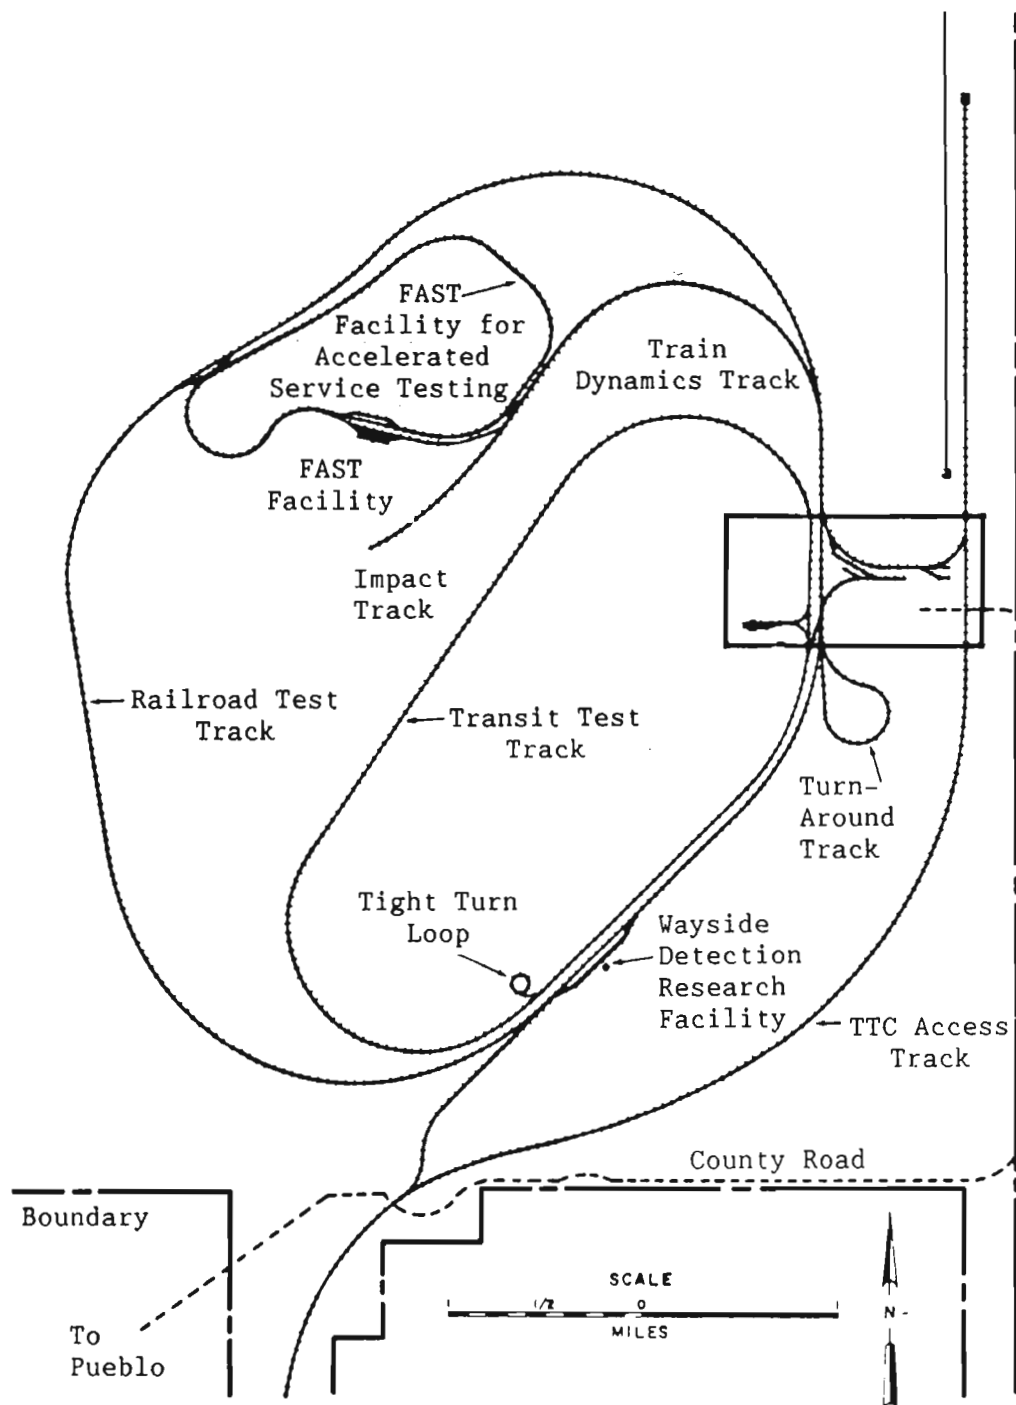 FAST
Facility for
Accelerated
Service Testing
Train
Dynamics Track
FAST
Facility
Impact
Track
Railroad Test
Track
Transit Test
Track
Turn-
Around
Track
Tight Turn
Loop
Wayside
Detection
Research
Facility
TTC Access
Track
County Road
Boundary
To
Pueblo
SCALE
1 1/2 0 1
MILES
N